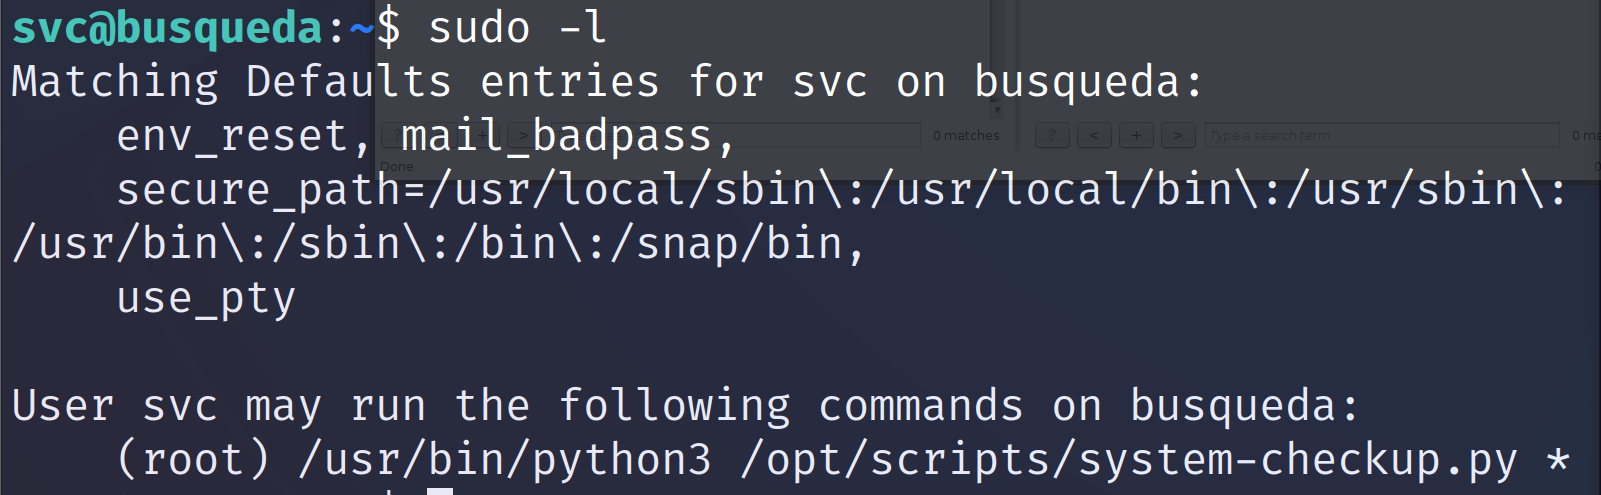 svc@busqueda:~$ sudo -l
Matching Defaults entries for svc on busqueda:
    env_reset, mail_badpass,
? < + > 0 matches ? < + > Type a search term
Done
    secure_path=/usr/local/sbin\:/usr/local/bin\:/usr/sbin\:
/usr/bin\:/sbin\:/bin\:/snap/bin,
    use_pty
User svc may run the following commands on busqueda:
    (root) /usr/bin/python3 /opt/scripts/system-checkup.py *